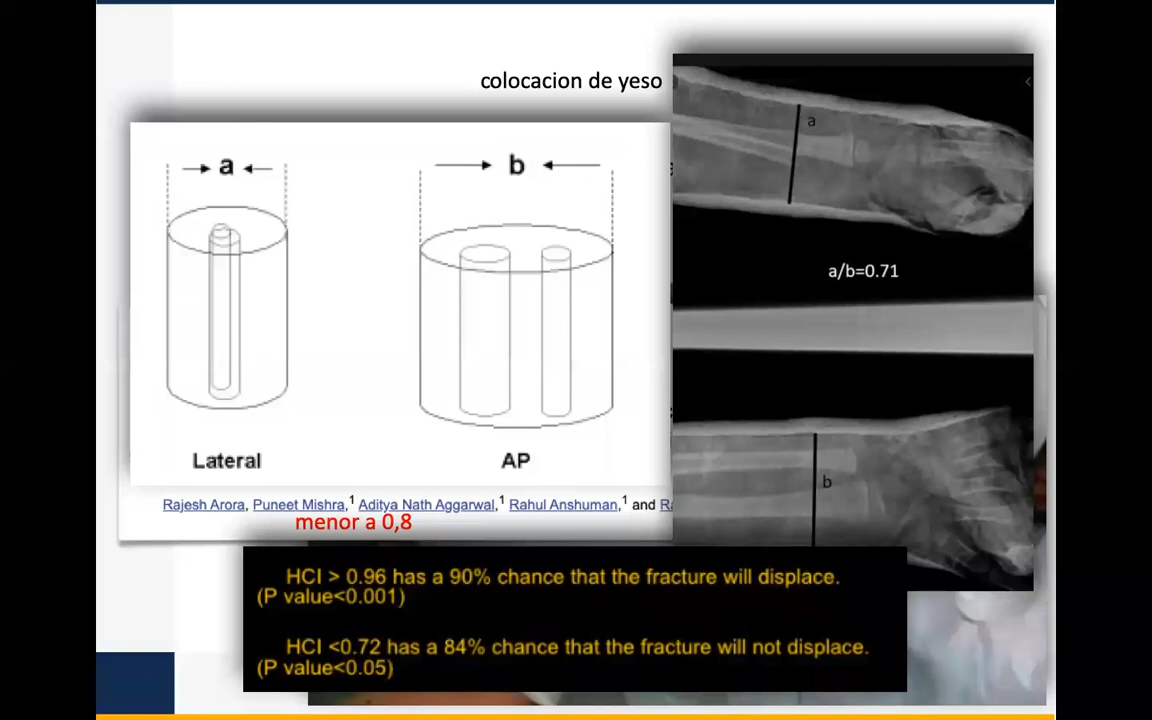 colocacion de yeso
a
b
Lateral
AP
a
a/b=0.71
b
Rajesh Arora, Puneet Mishra,1 Aditya Nath Aggarwal,1 Rahul Anshuman,1 and
menor a 0,8
HCI > 0.96 has a 90% chance that the fracture will displace.
(P value<0.001)
HCI <0.72 has a 84% chance that the fracture will not displace.
(P value<0.05)